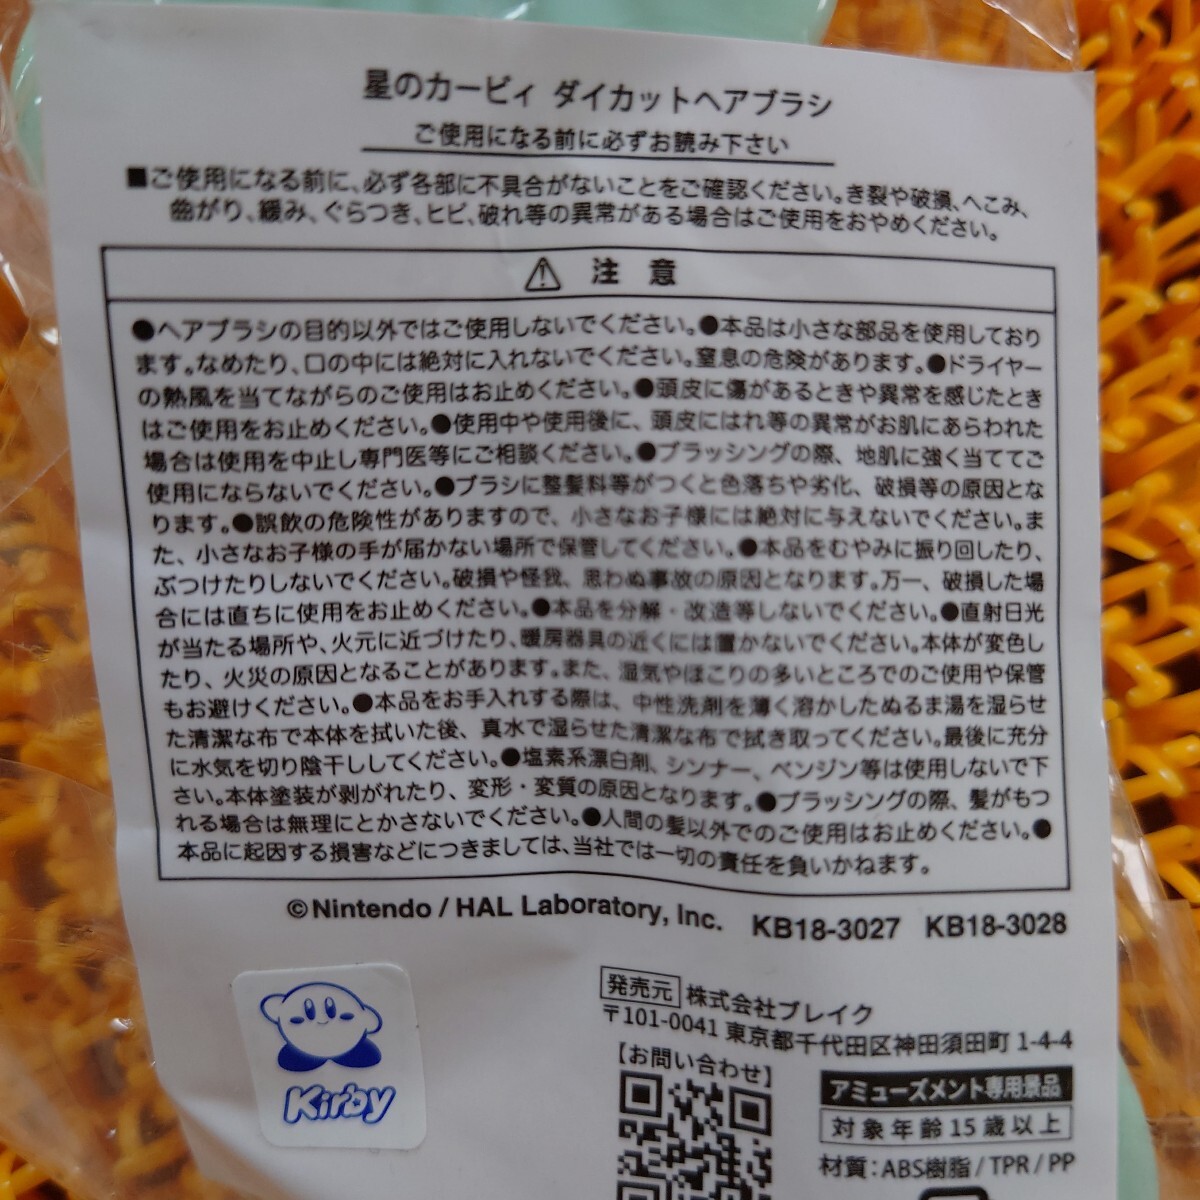 星のカービィ ダイカットヘアブラシ
ご使用になる前に必ずお読み下さい
■ご使用になる前に、必ず各部に不具合がないことをご確認ください。き裂や破損、へこみ、
曲がり、緩み、ぐらつき、ヒビ、破れ等の異常がある場合はご使用をおやめください。
⚠ 注 意
●ヘアブラシの目的以外ではご使用しないでください。●本品は小さな部品を使用しており
ます。なめたり、口の中には絶対に入れないでください。窒息の危険があります。●ドライヤー
の熱風を当てながらのご使用はお止めください。●頭皮に傷があるときや異常を感じたとき
はご使用をお止めください。●使用中や使用後に、頭皮にはれ等の異常がお肌にあらわれた
場合は使用を中止し専門医等にご相談ください。●ブラッシングの際、地肌に強く当ててご
使用にならないでください。●ブラシに整髪料等がつくと色落ちや劣化、破損等の原因とな
ります。●誤飲の危険性がありますので、小さなお子様には絶対に与えないでください。ま
た、小さなお子様の手が届かない場所で保管してください。●本品をむやみに振り回したり、
ぶつけたりしないでください。破損や怪我、思わぬ事故の原因となります。万一、破損した場
合には直ちに使用をお止めください。●本品を分解・改造等しないでください。●直射日光
が当たる場所や、火元に近づけたり、暖房器具の近くには置かないでください。本体が変色し
たり、火災の原因となることがあります。また、湿気やほこりの多いところでのご使用や保管
もお避けください。●本品をお手入れする際は、中性洗剤を薄く溶かしたぬるま湯を湿らせ
た清潔な布で本体を拭いた後、真水で湿らせた清潔な布で拭き取ってください。最後に充分
に水気を切り陰干ししてください。●塩素系漂白剤、シンナー、ベンジン等は使用しないで下
さい。本体塗装が剥がれたり、変形・変質の原因となります。●ブラッシングの際、髪がもつ
れる場合は無理にとかさないでください。●人間の髪以外でのご使用はお止めください。●
本品に起因する損害などにつきましては、当社では一切の責任を負いかねます。
©Nintendo / HAL Laboratory, Inc. KB18-3027 KB18-3028
発売元 株式会社ブレイク
〒101-0041 東京都千代田区神田須田町 1-4-4
【お問い合わせ】
アミューズメント専用景品
対象年齢15歳以上
材質：ABS樹脂/TPR/PP
Kirby